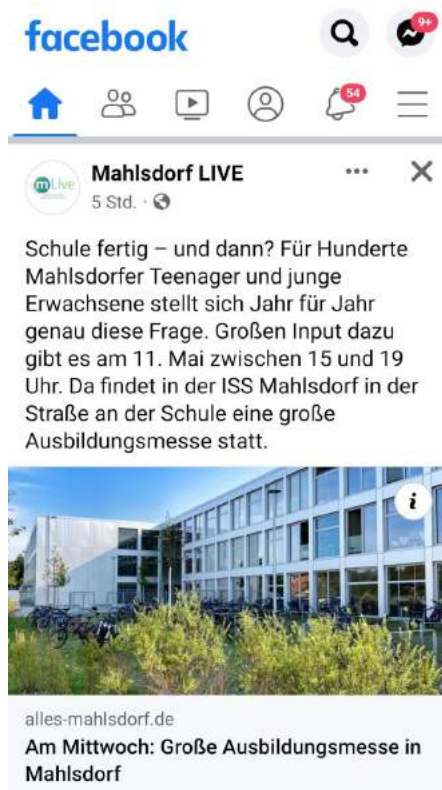 facebook
9+
54
mLive
Mahlsdorf LIVE
5 Std.
Schule fertig – und dann? Für Hunderte
Mahlsdorfer Teenager und junge
Erwachsene stellt sich Jahr für Jahr
genau diese Frage. Großen Input dazu
gibt es am 11. Mai zwischen 15 und 19
Uhr. Da findet in der ISS Mahlsdorf in der
Straße an der Schule eine große
Ausbildungsmesse statt.
i
alles-mahlsdorf.de
Am Mittwoch: Große Ausbildungsmesse in
Mahlsdorf